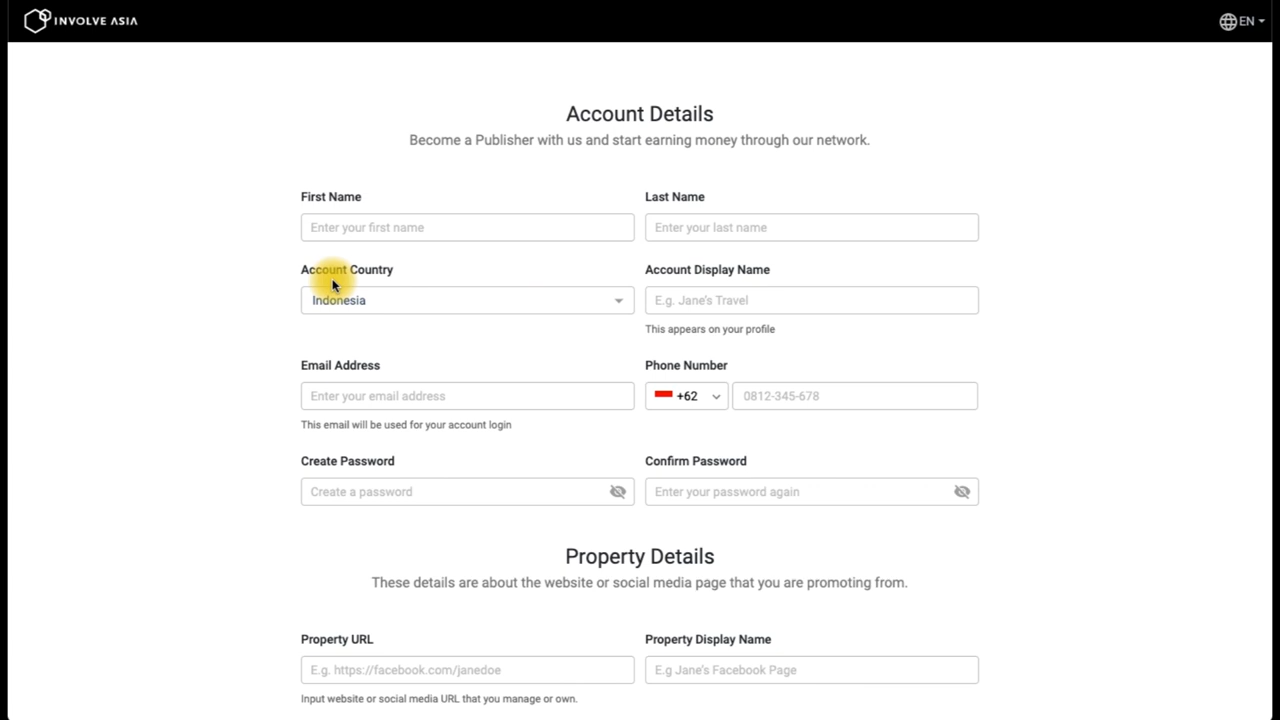 INVOLVE ASIA
EN
Account Details
Become a Publisher with us and start earning money through our network.
First Name
Last Name
Enter your first name
Enter your last name
Account Country
Account Display Name
Indonesia
E.g. Jane's Travel
This appears on your profile
Email Address
Phone Number
Enter your email address
+62
0812-345-678
This email will be used for your account login
Create Password
Confirm Password
Create a password
Enter your password again
Property Details
These details are about the website or social media page that you are promoting from.
Property URL
Property Display Name
E.g. https://facebook.com/janedoe
E.g Jane's Facebook Page
Input website or social media URL that you manage or own.